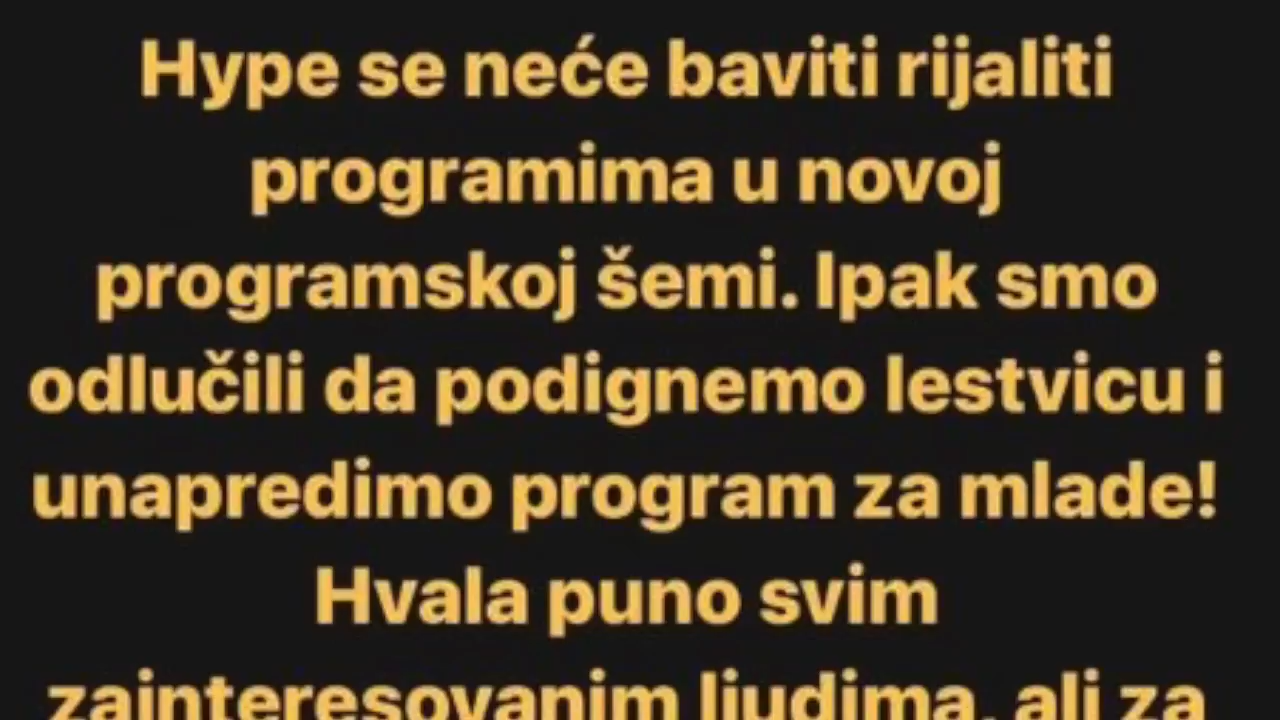 Hype se neće baviti rijaliti
programima u novoj
programskoj šemi. Ipak smo
odlučili da podignemo lestvicu i
unapredimo program za mlade!
Hvala puno svim
zainteresovanim ljudima, ali za